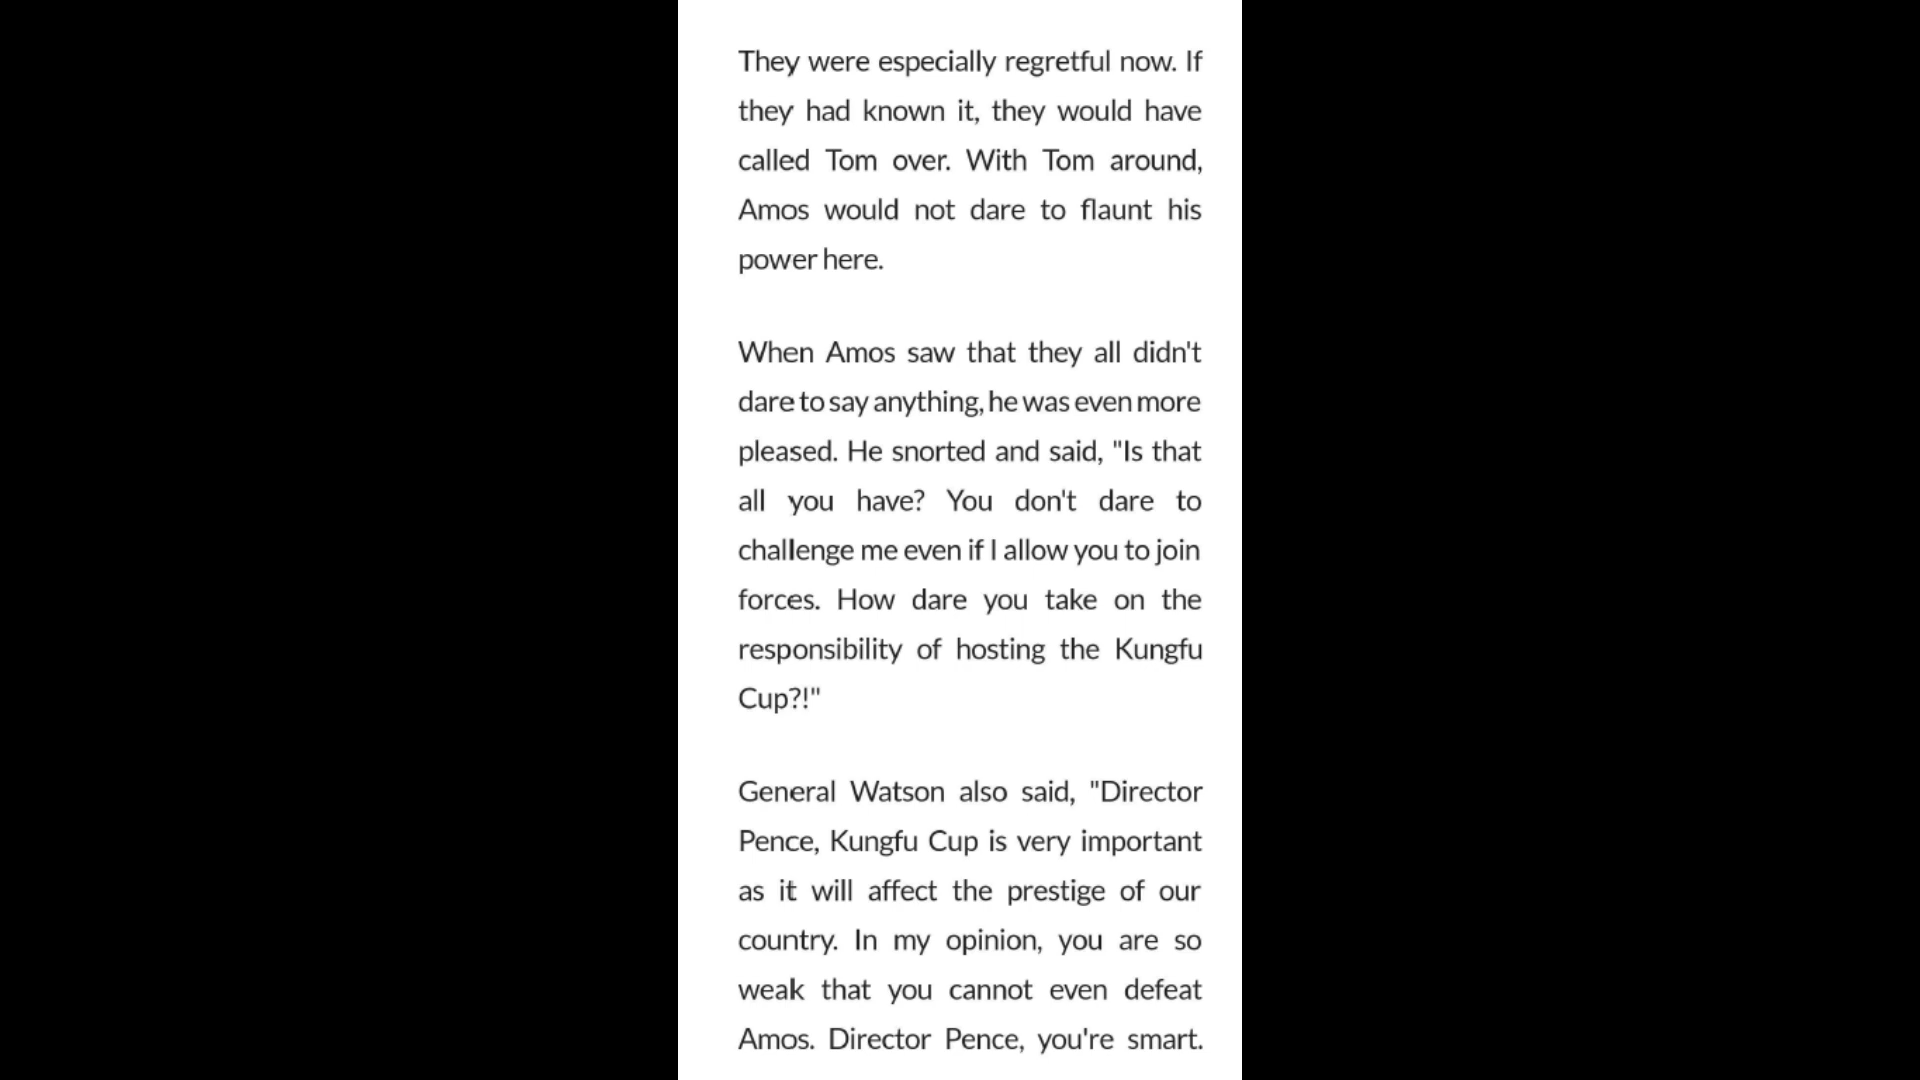 They were especially regretful now. If
they had known it, they would have
called Tom over. With Tom around,
Amos would not dare to flaunt his
power here.
When Amos saw that they all didn't
dare to say anything, he was even more
pleased. He snorted and said, "Is that
all you have? You don't dare to
challenge me even if I allow you to join
forces. How dare you take on the
responsibility of hosting the Kungfu
Cup?!"
General Watson also said, "Director
Pence, Kungfu Cup is very important
as it will affect the prestige of our
country. In my opinion, you are so
weak that you cannot even defeat
Amos. Director Pence, you're smart.